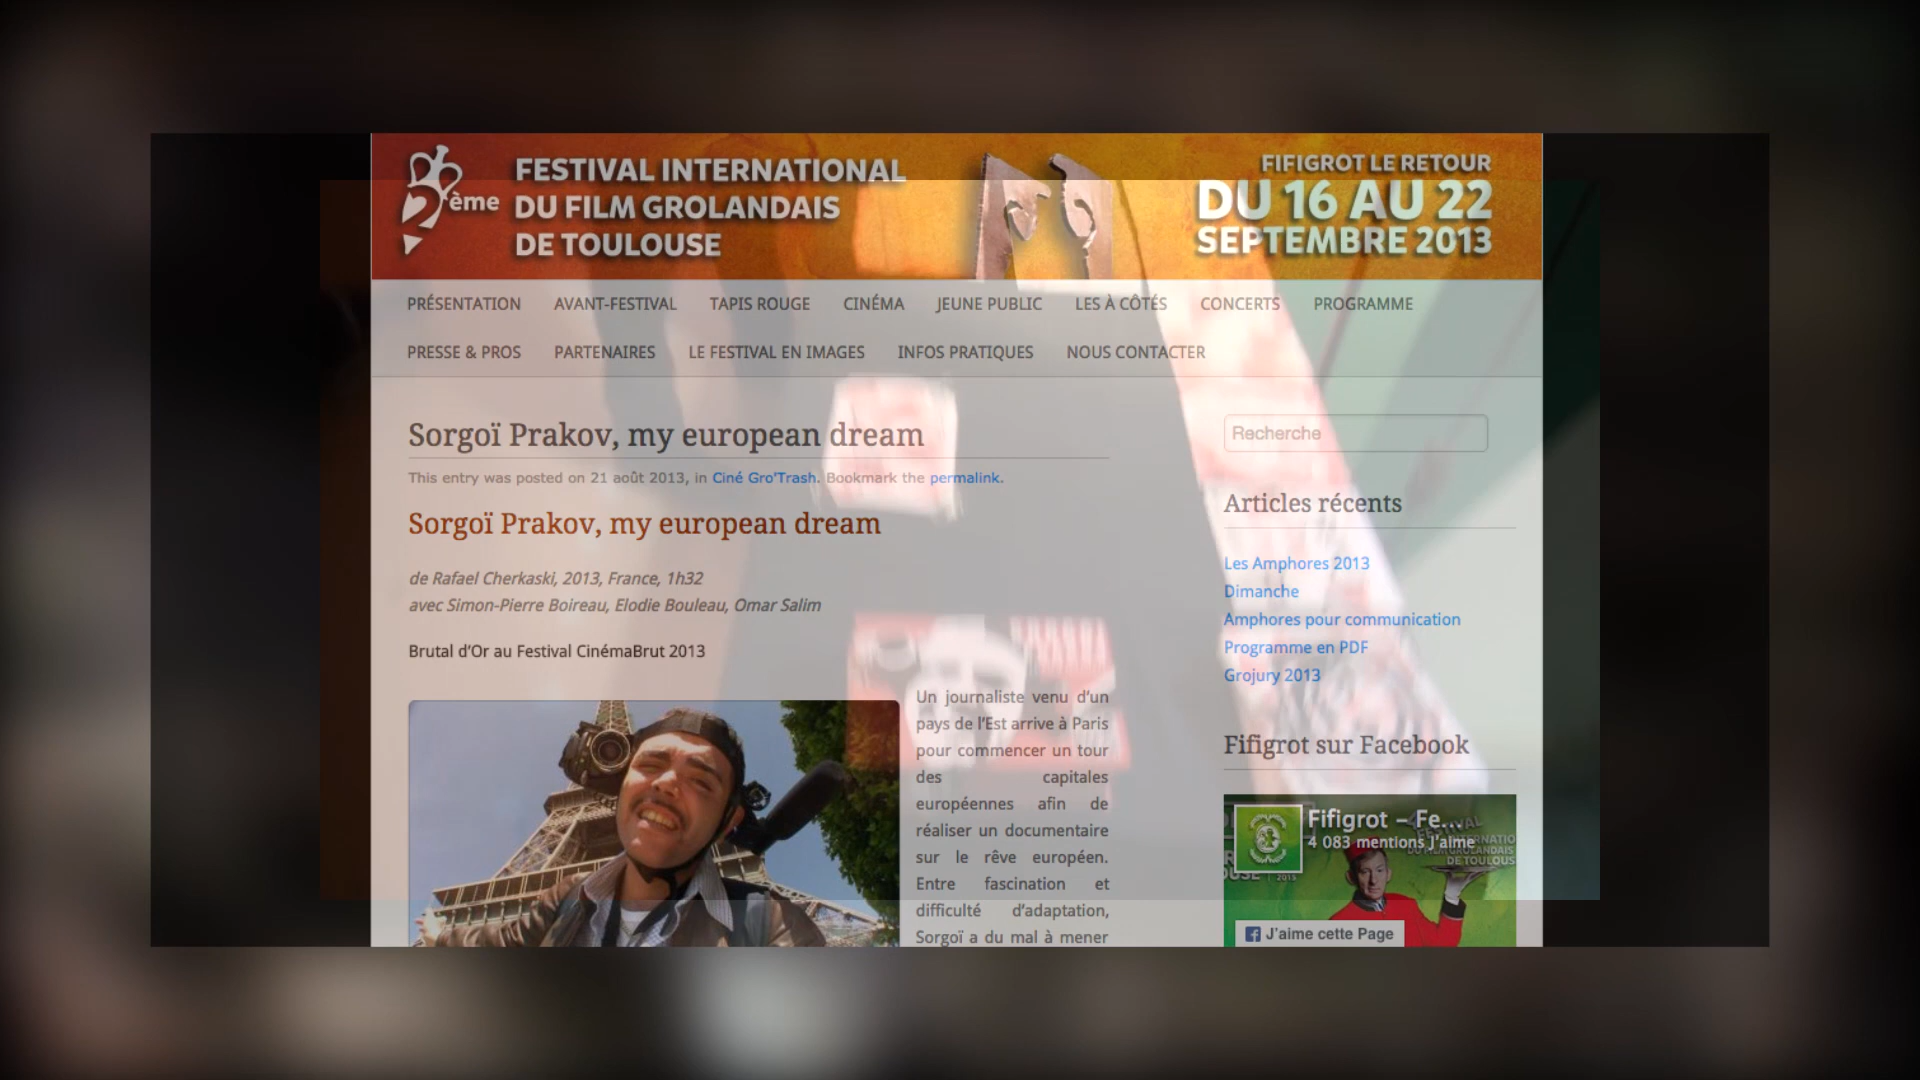 2ème
FESTIVAL INTERNATIONAL
DU FILM GROLANDAIS
DE TOULOUSE
FIFIGROT LE RETOUR
DU 16 AU 22
SEPTEMBRE 2013
PRÉSENTATION AVANT-FESTIVAL TAPIS ROUGE CINÉMA JEUNE PUBLIC LES À CÔTÉS CONCERTS PROGRAMME
PRESSE & PROS PARTENAIRES LE FESTIVAL EN IMAGES INFOS PRATIQUES NOUS CONTACTER
Sorgoï Prakov, my european dream
This entry was posted on 21 août 2013, in Ciné Gro'Trash. Bookmark the permalink.
Sorgoï Prakov, my european dream
de Rafael Cherkaski, 2013, France, 1h32
avec Simon-Pierre Boireau, Elodie Bouleau, Omar Salim
Brutal d'Or au Festival CinémaBrut 2013
Un journaliste venu d'un
pays de l'Est arrive à Paris
pour commencer un tour
des capitales
européennes afin de
réaliser un documentaire
sur le rêve européen.
Entre fascination et
difficulté d'adaptation,
Sorgoï a du mal à mener
Recherche
Articles récents
Les Amphores 2013
Dimanche
Amphores pour communication
Programme en PDF
Grojury 2013
Fifigrot sur Facebook
Fifigrot – Fe...
4 083 mentions J'aime
DE TOULOUS
J'aime cette Page